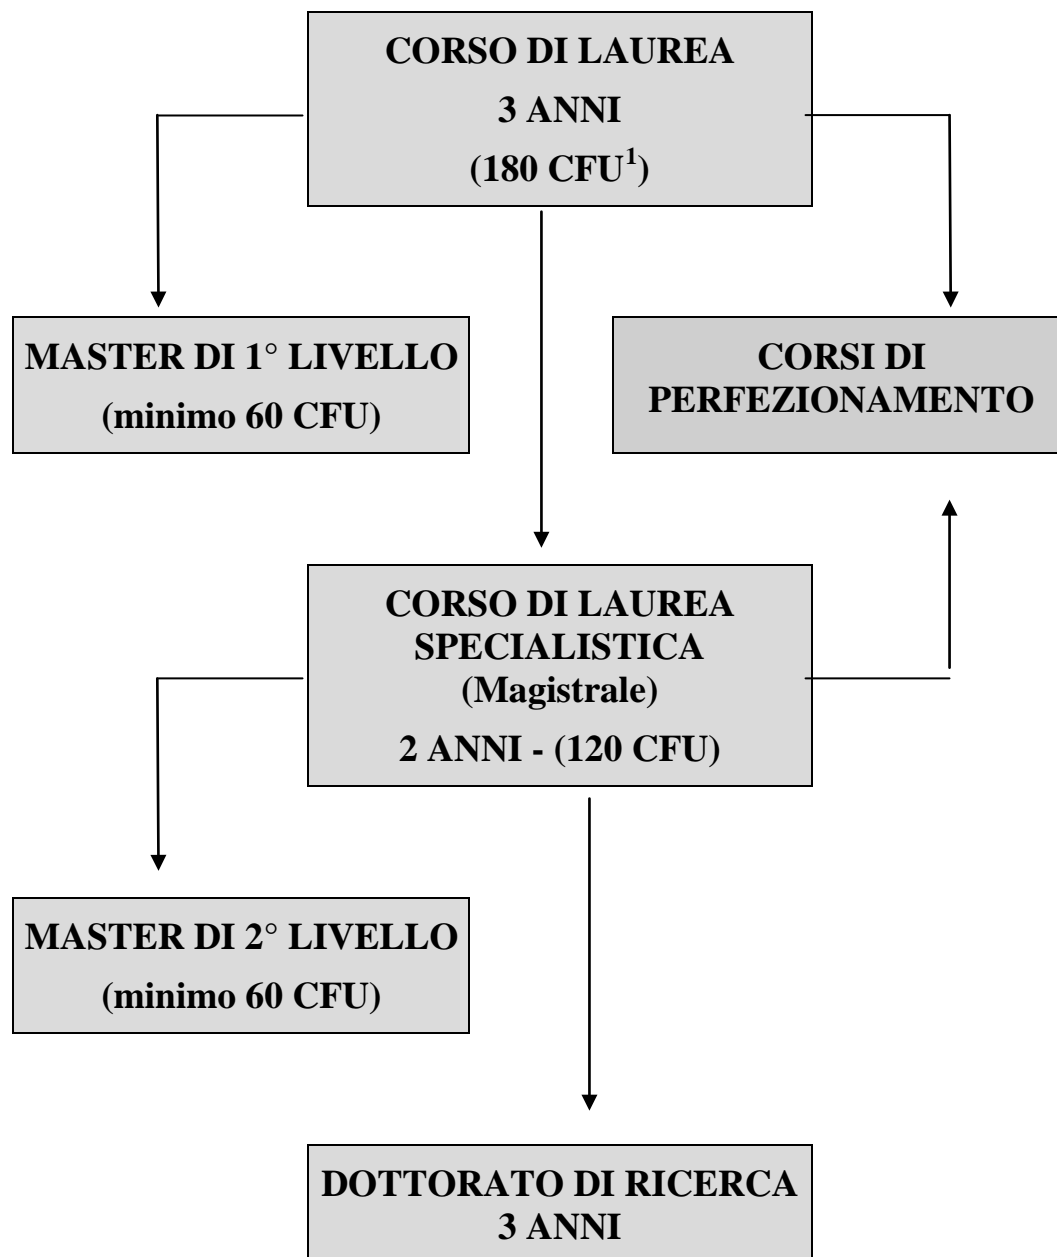 CORSO DI LAUREA
3 ANNI
(180 CFU¹)
MASTER DI 1° LIVELLO
(minimo 60 CFU)
CORSI DI
PERFEZIONAMENTO
CORSO DI LAUREA
SPECIALISTICA
(Magistrale)
2 ANNI - (120 CFU)
MASTER DI 2° LIVELLO
(minimo 60 CFU)
DOTTORATO DI RICERCA
3 ANNI